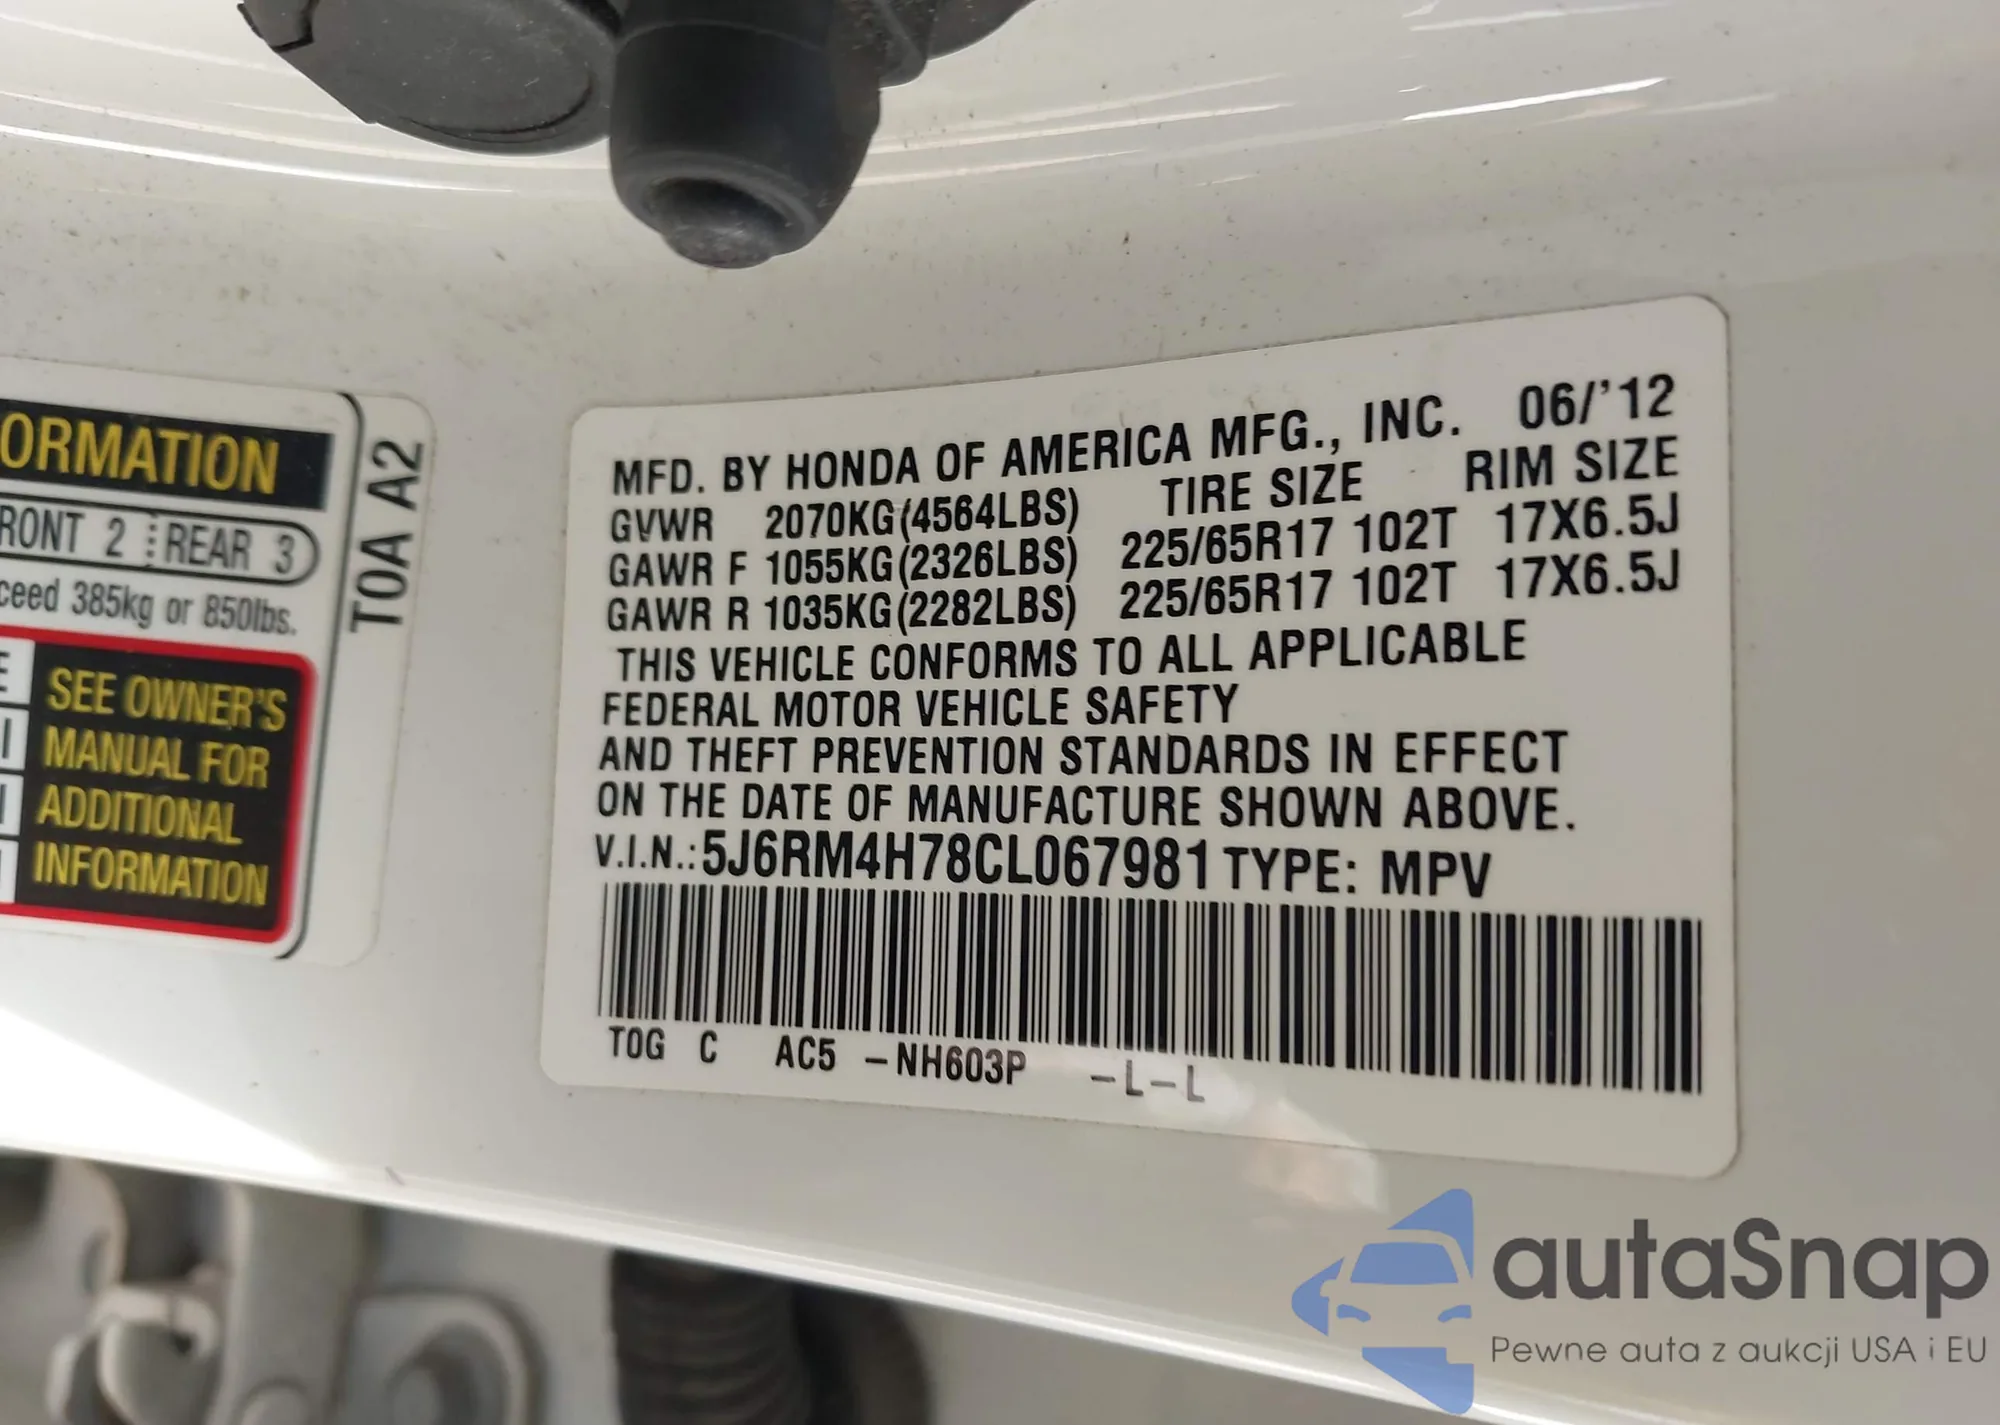 ORMATION
RONT 2 REAR 3
ceed 385kg or 850lbs.
SEE OWNER'S
MANUAL FOR
ADDITIONAL
INFORMATION
T0A A2
MFD. BY HONDA OF AMERICA MFG., INC. 06/'12
GVWR 2070KG(4564LBS) TIRE SIZE RIM SIZE
GAWR F 1055KG(2326LBS) 225/65R17 102T 17X6.5J
GAWR R 1035KG(2282LBS) 225/65R17 102T 17X6.5J
THIS VEHICLE CONFORMS TO ALL APPLICABLE
FEDERAL MOTOR VEHICLE SAFETY
AND THEFT PREVENTION STANDARDS IN EFFECT
ON THE DATE OF MANUFACTURE SHOWN ABOVE.
V.I.N.: 5J6RM4H78CL067981 TYPE: MPV
T0G C AC5 -NH603P -L-L
autaSnap
Pewne auta z aukcji USA i EU